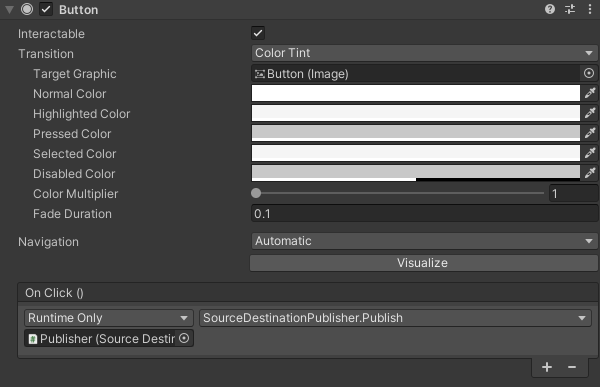 Button
Interactable
Transition Color Tint
Target Graphic Button (Image)
Normal Color
Highlighted Color
Pressed Color
Selected Color
Disabled Color
Color Multiplier 1
Fade Duration 0.1
Navigation Automatic
Visualize
On Click ()
Runtime Only SourceDestinationPublisher.Publish
Publisher (Source Destir